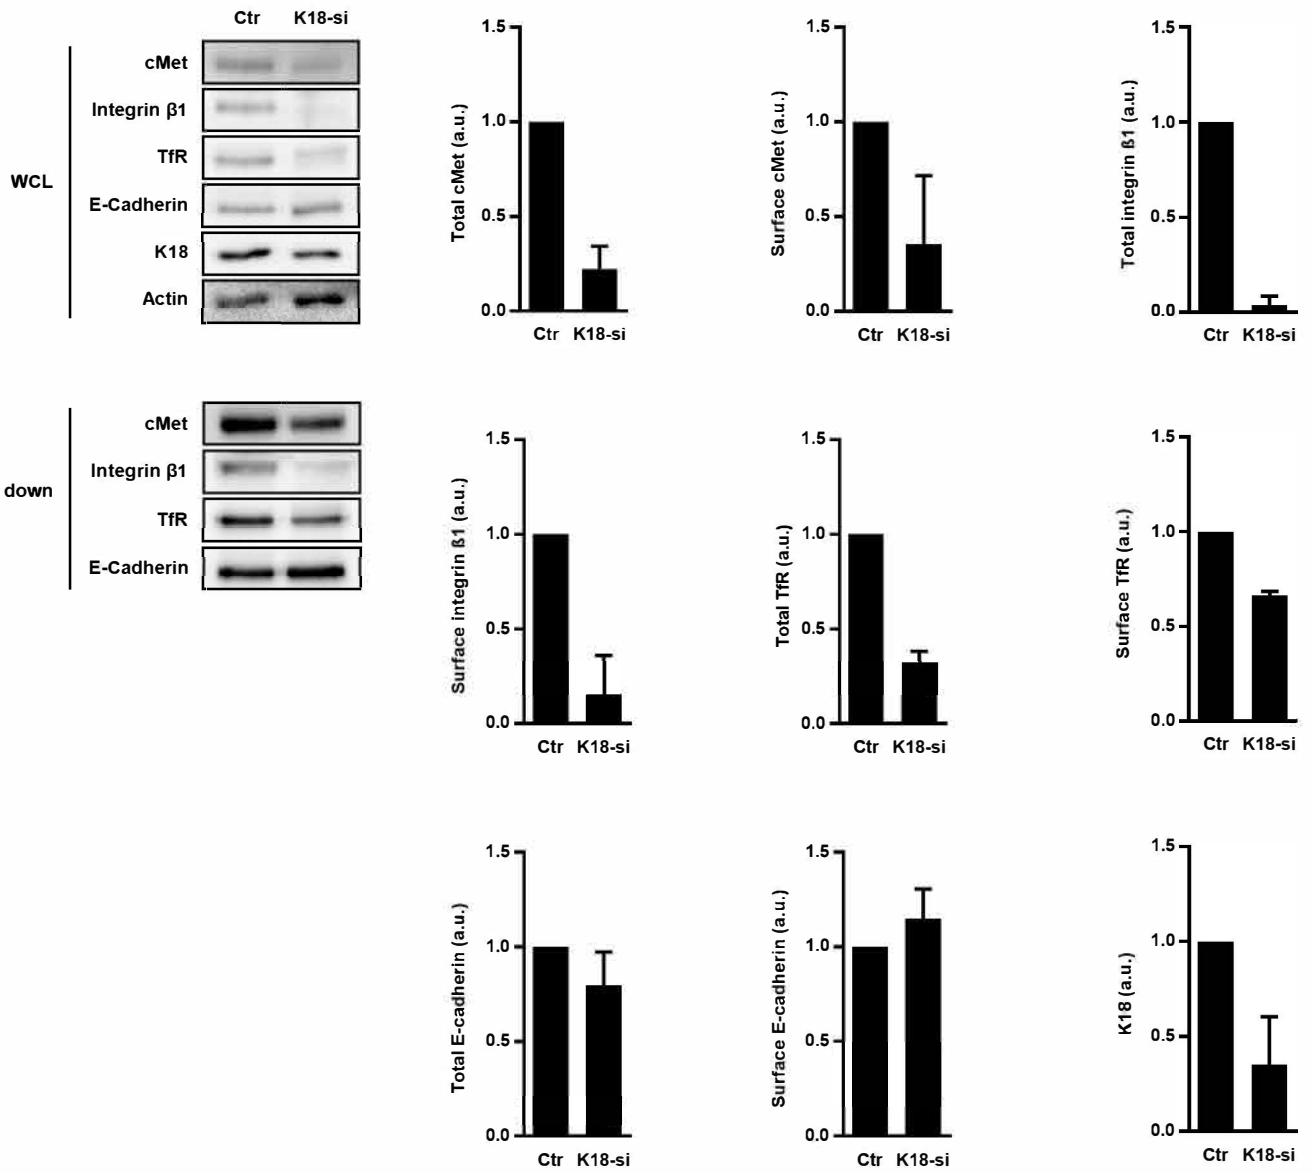 Ctr K18-si
cMet
Integrin β1
TfR
WCL
E-Cadherin
K18
Actin
cMet
Integrin β1
down
TfR
E-Cadherin
Total cMet (a.u.)
1.5
1.0
0.5
0.0
Ctr K18-si
Surface cMet (a.u.)
1.5
1.0
0.5
0.0
Ctr K18-si
Total integrin ß1 (a.u.)
1.5
1.0
0.5
0.0
Ctr K18-si
Surface integrin ß1 (a.u.)
1.5
1.0
0.5
0.0
Ctr K18-si
Total TfR (a.u.)
1.5
1.0
0.5
0.0
Ctr K18-si
Surface TfR (a.u.)
1.5
1.0
0.5
0.0
Ctr K18-si
Total E-cadherin (a.u.)
1.5
1.0
0.5
0.0
Ctr K18-si
Surface E-cadherin (a.u.)
1.5
1.0
0.5
0.0
Ctr K18-si
K18 (a.u.)
1.5
1.0
0.5
0.0
Ctr K18-si